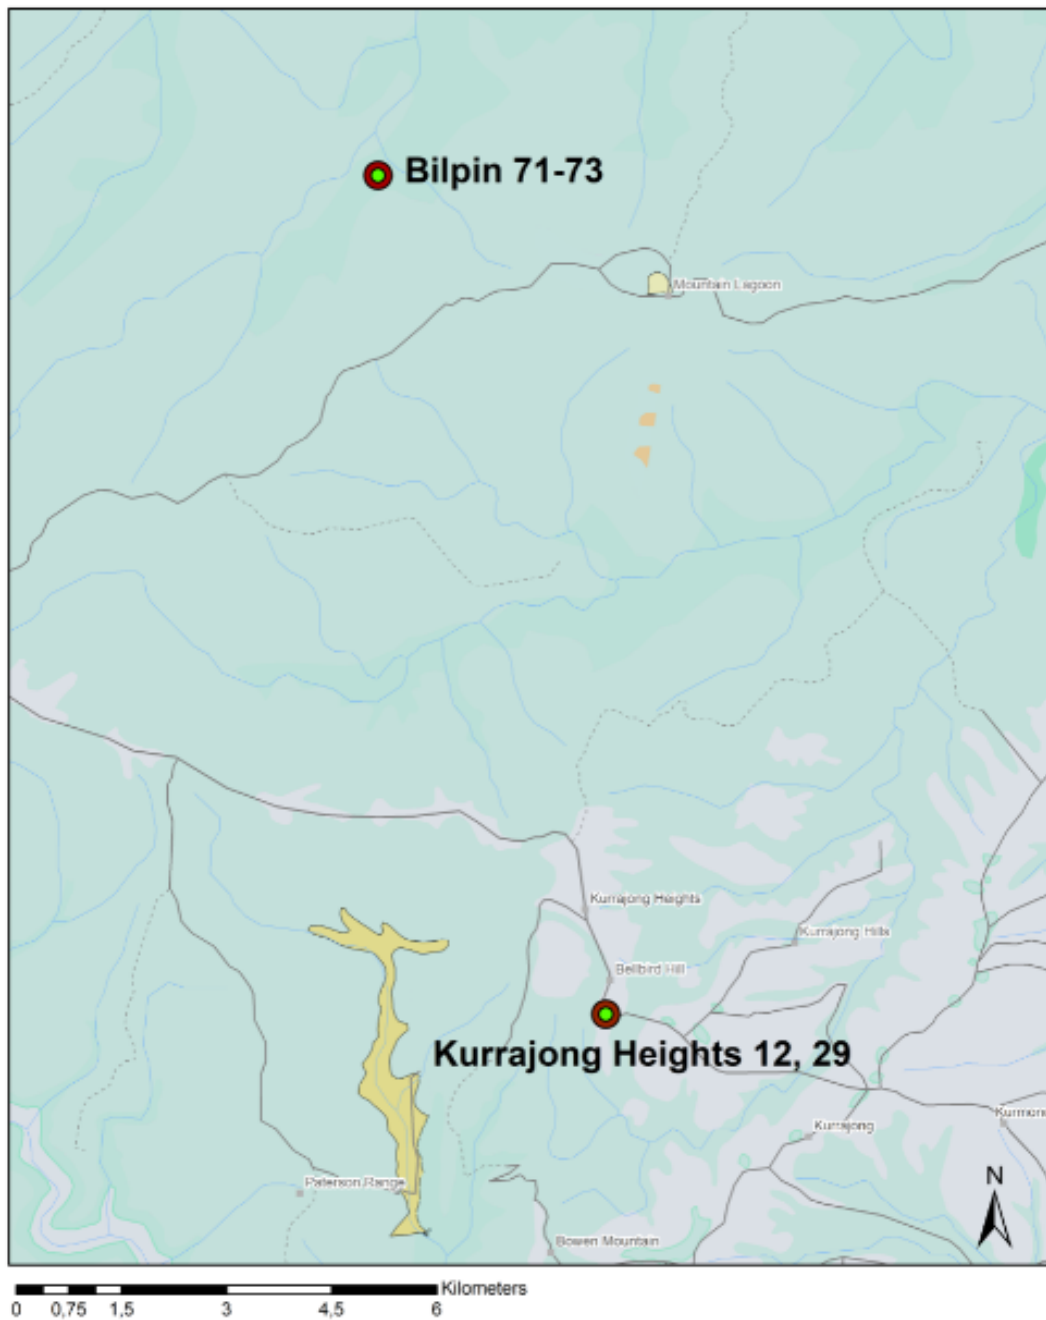 Bilpin 71-73
Mountain Lagoon
Kurrajong Heights
Kurrajong Hills
Bellbird Hill
Kurrajong Heights 12, 29
Kurmond
Kurrajong
N
Paterson Range
Bowen Mountain
Kilometers
0 0,75 1,5 3 4,5 6